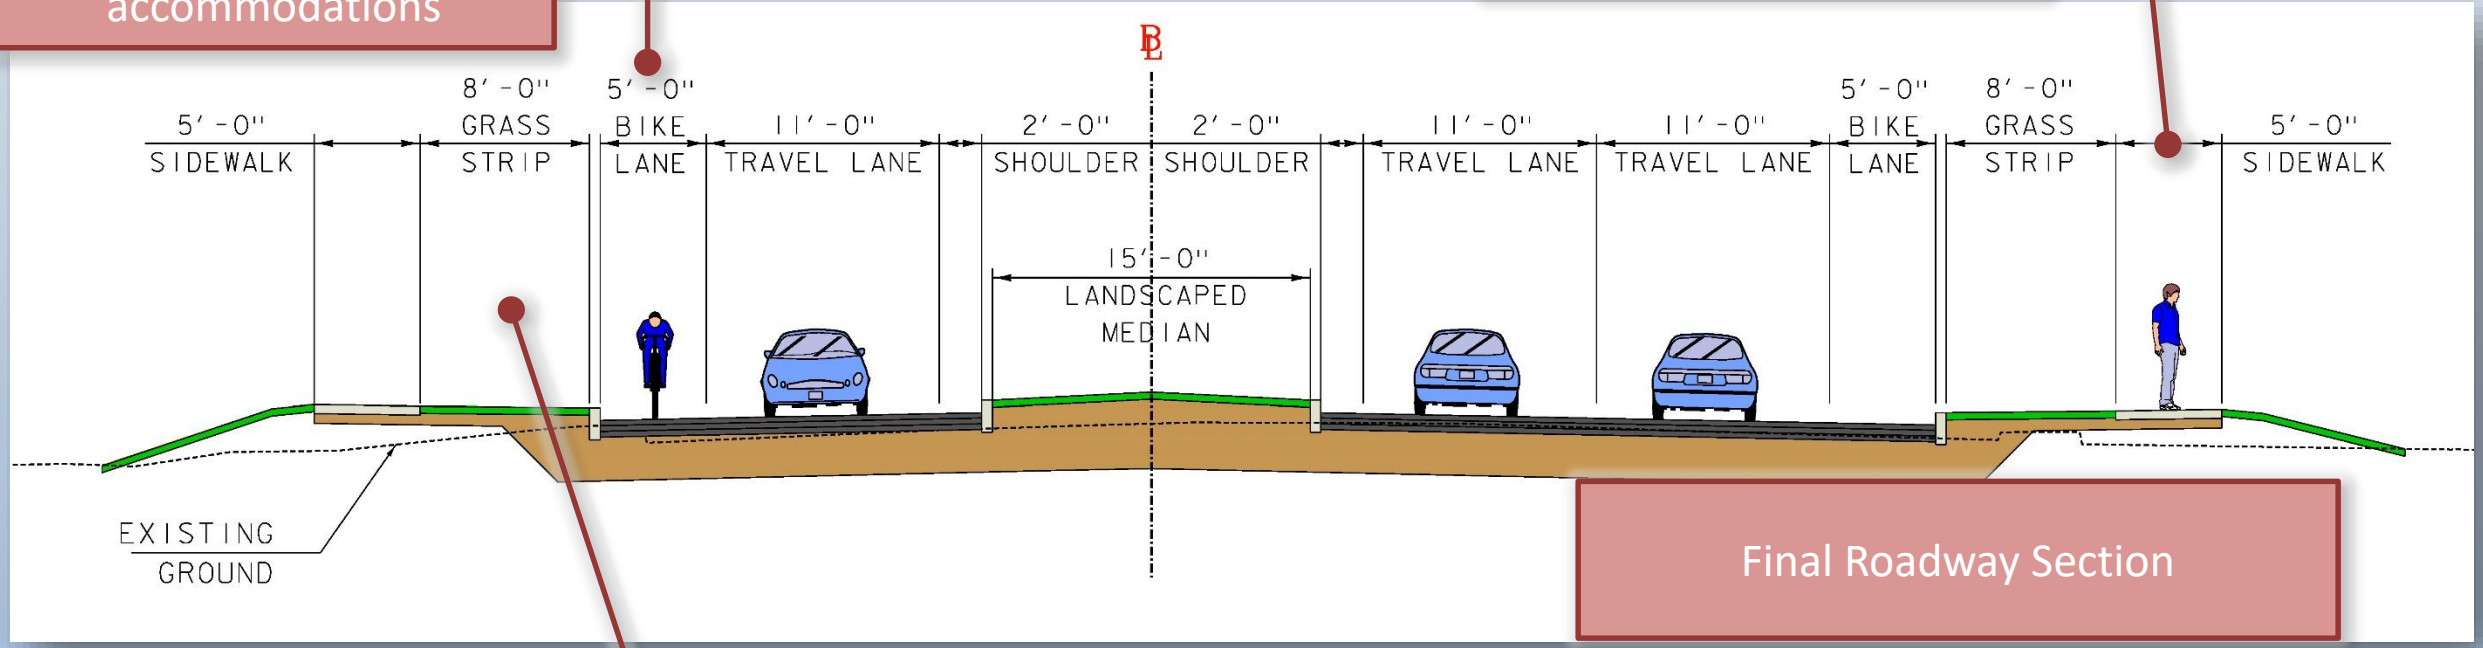 accommodations
BL
5'-0"
SIDEWALK
8'-0"
GRASS
STRIP
5'-0"
BIKE
LANE
11'-0"
TRAVEL LANE
2'-0"
SHOULDER
2'-0"
SHOULDER
11'-0"
TRAVEL LANE
11'-0"
TRAVEL LANE
5'-0"
BIKE
LANE
8'-0"
GRASS
STRIP
5'-0"
SIDEWALK
15'-0"
LANDSCAPED
MEDIAN
EXISTING
GROUND
Final Roadway Section